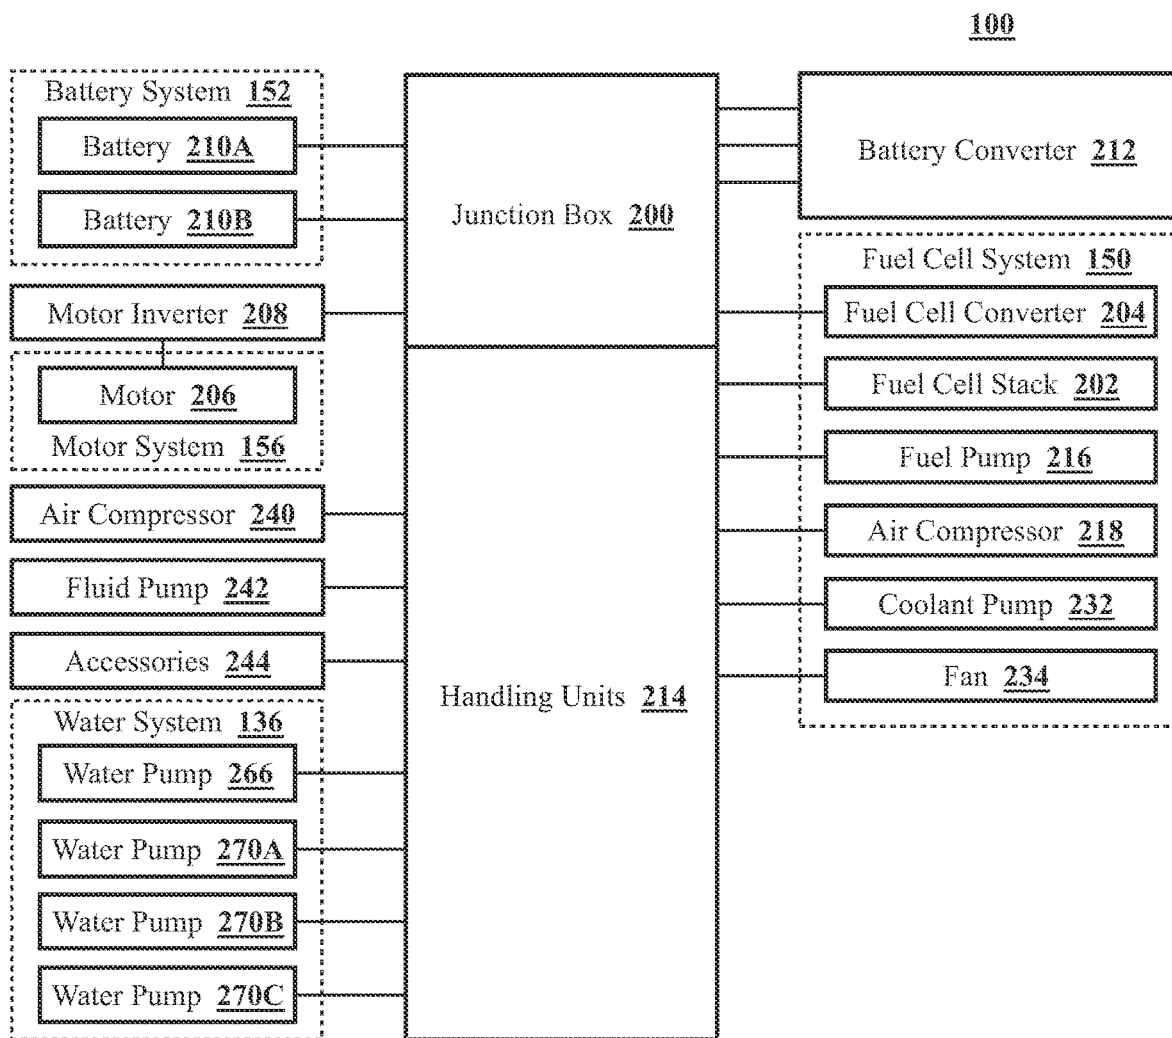 100
Battery System 152
Battery 210A
Battery 210B
Motor Inverter 208
Motor 206
Motor System 156
Air Compressor 240
Fluid Pump 242
Accessories 244
Water System 136
Water Pump 266
Water Pump 270A
Water Pump 270B
Water Pump 270C
Junction Box 200
Handling Units 214
Battery Converter 212
Fuel Cell System 150
Fuel Cell Converter 204
Fuel Cell Stack 202
Fuel Pump 216
Air Compressor 218
Coolant Pump 232
Fan 234